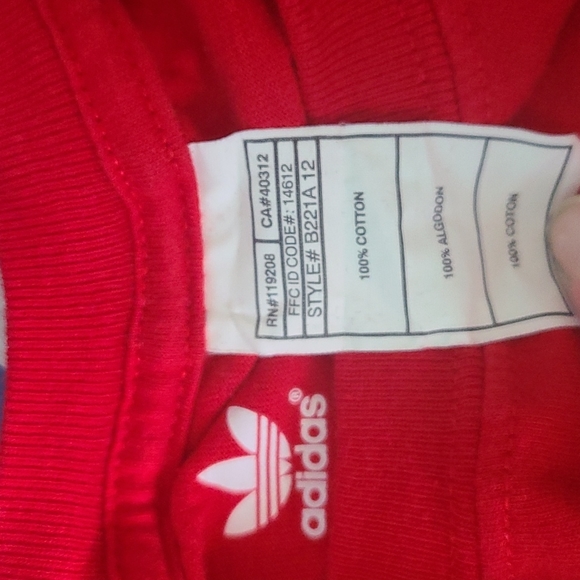 RN#119208 CA#40312
FFC ID CODE#: 14612
STYLE# B221A 12
100% COTTON
100% ALGODON
100% COTON
adidas®